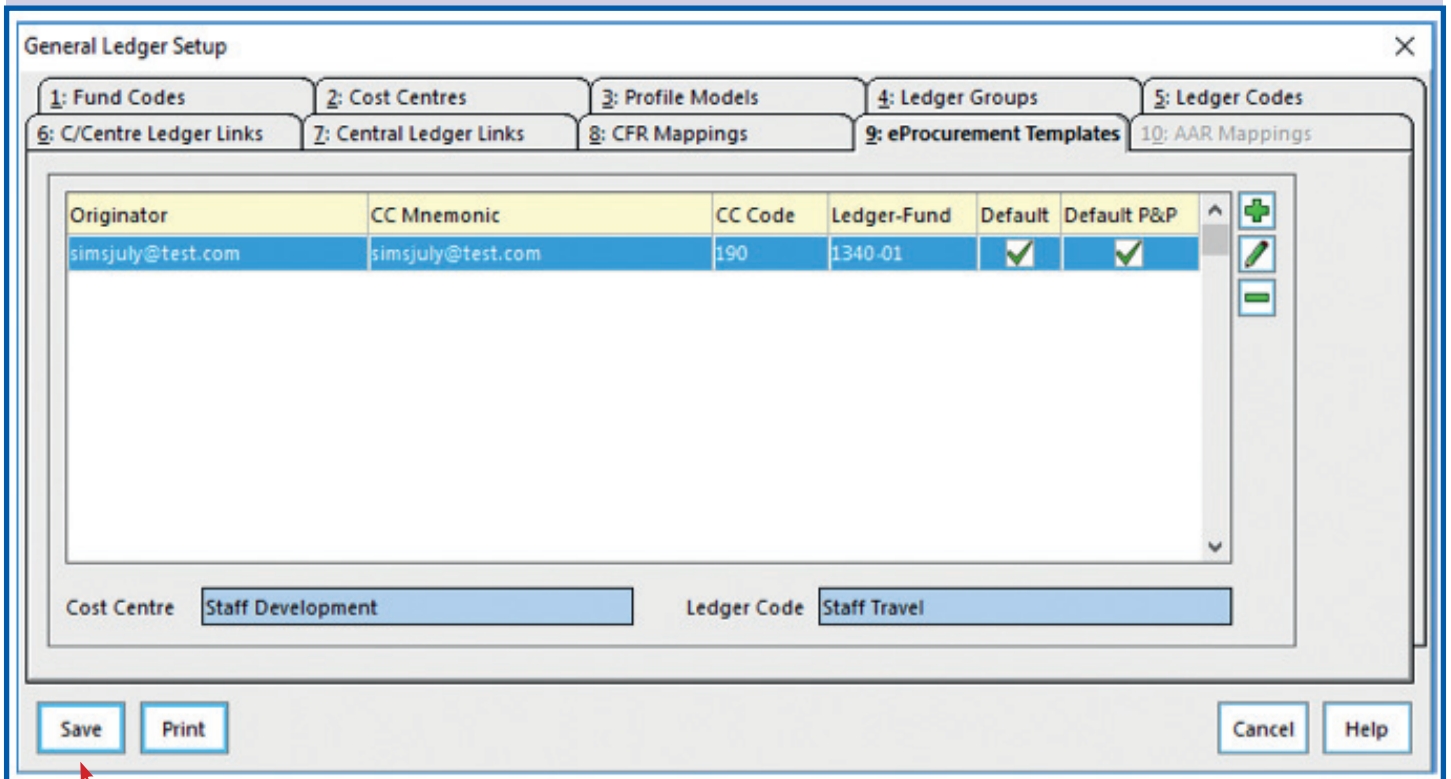 General Ledger Setup
1: Fund Codes 2: Cost Centres 3: Profile Models 4: Ledger Groups 5: Ledger Codes
6: C/Centre Ledger Links 7: Central Ledger Links 8: CFR Mappings 9: eProcurement Templates 10: AAR Mappings
Originator CC Mnemonic CC Code Ledger-Fund Default Default P&P
simsjuly@test.com simsjuly@test.com 190 1340-01
Cost Centre Staff Development Ledger Code Staff Travel
Save Print Cancel Help